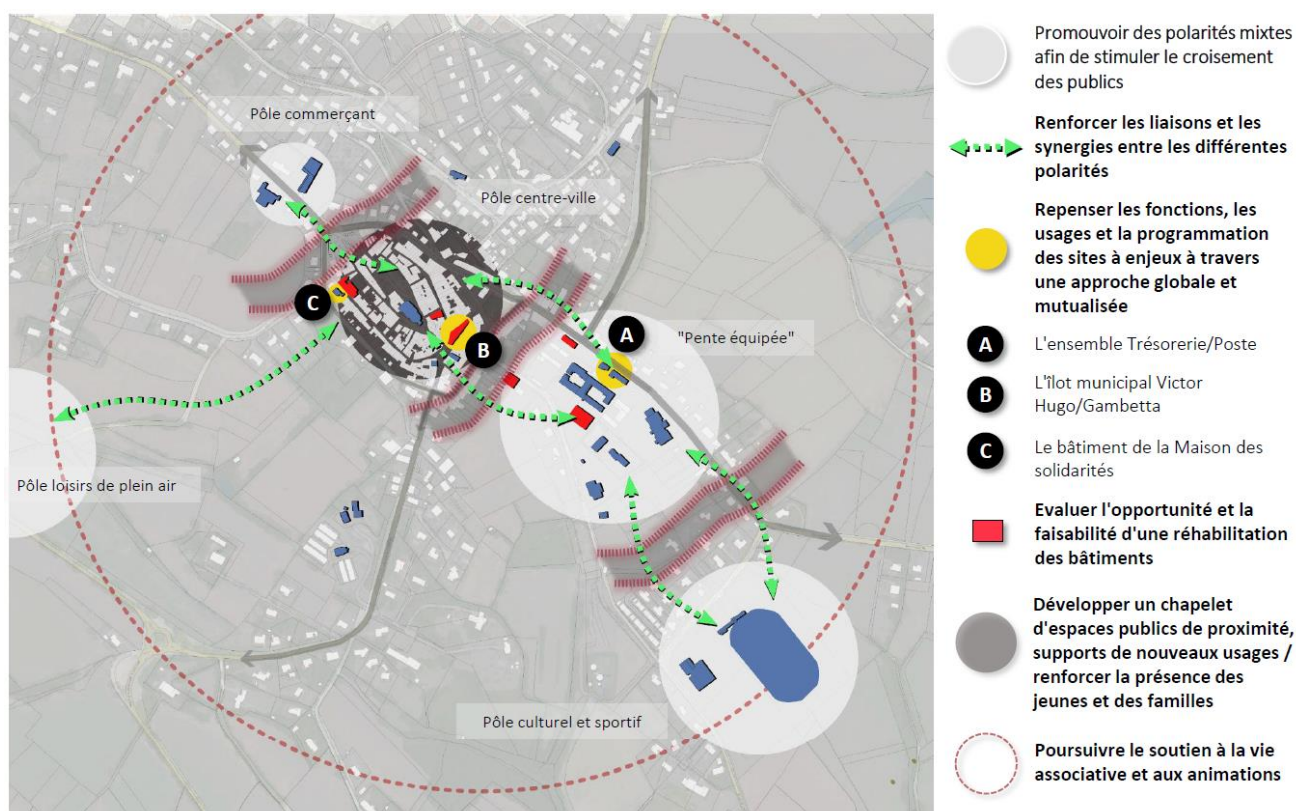 Pôle commerçant
Pôle centre-ville
C
B
A
"Pente équipée"
Pôle loisirs de plein air
Pôle culturel et sportif
Promouvoir des polarités mixtes
afin de stimuler le croisement
des publics
Renforcer les liaisons et les
synergies entre les différentes
polarités
Repenser les fonctions, les
usages et la programmation
des sites à enjeux à travers
une approche globale et
mutualisée
A
L'ensemble Trésorerie/Poste
B
L'îlot municipal Victor
Hugo/Gambetta
C
Le bâtiment de la Maison des
solidarités
Evaluer l'opportunité et la
faisabilité d'une réhabilitation
des bâtiments
Développer un chapelet
d'espaces publics de proximité,
supports de nouveaux usages /
renforcer la présence des
jeunes et des familles
Poursuivre le soutien à la vie
associative et aux animations